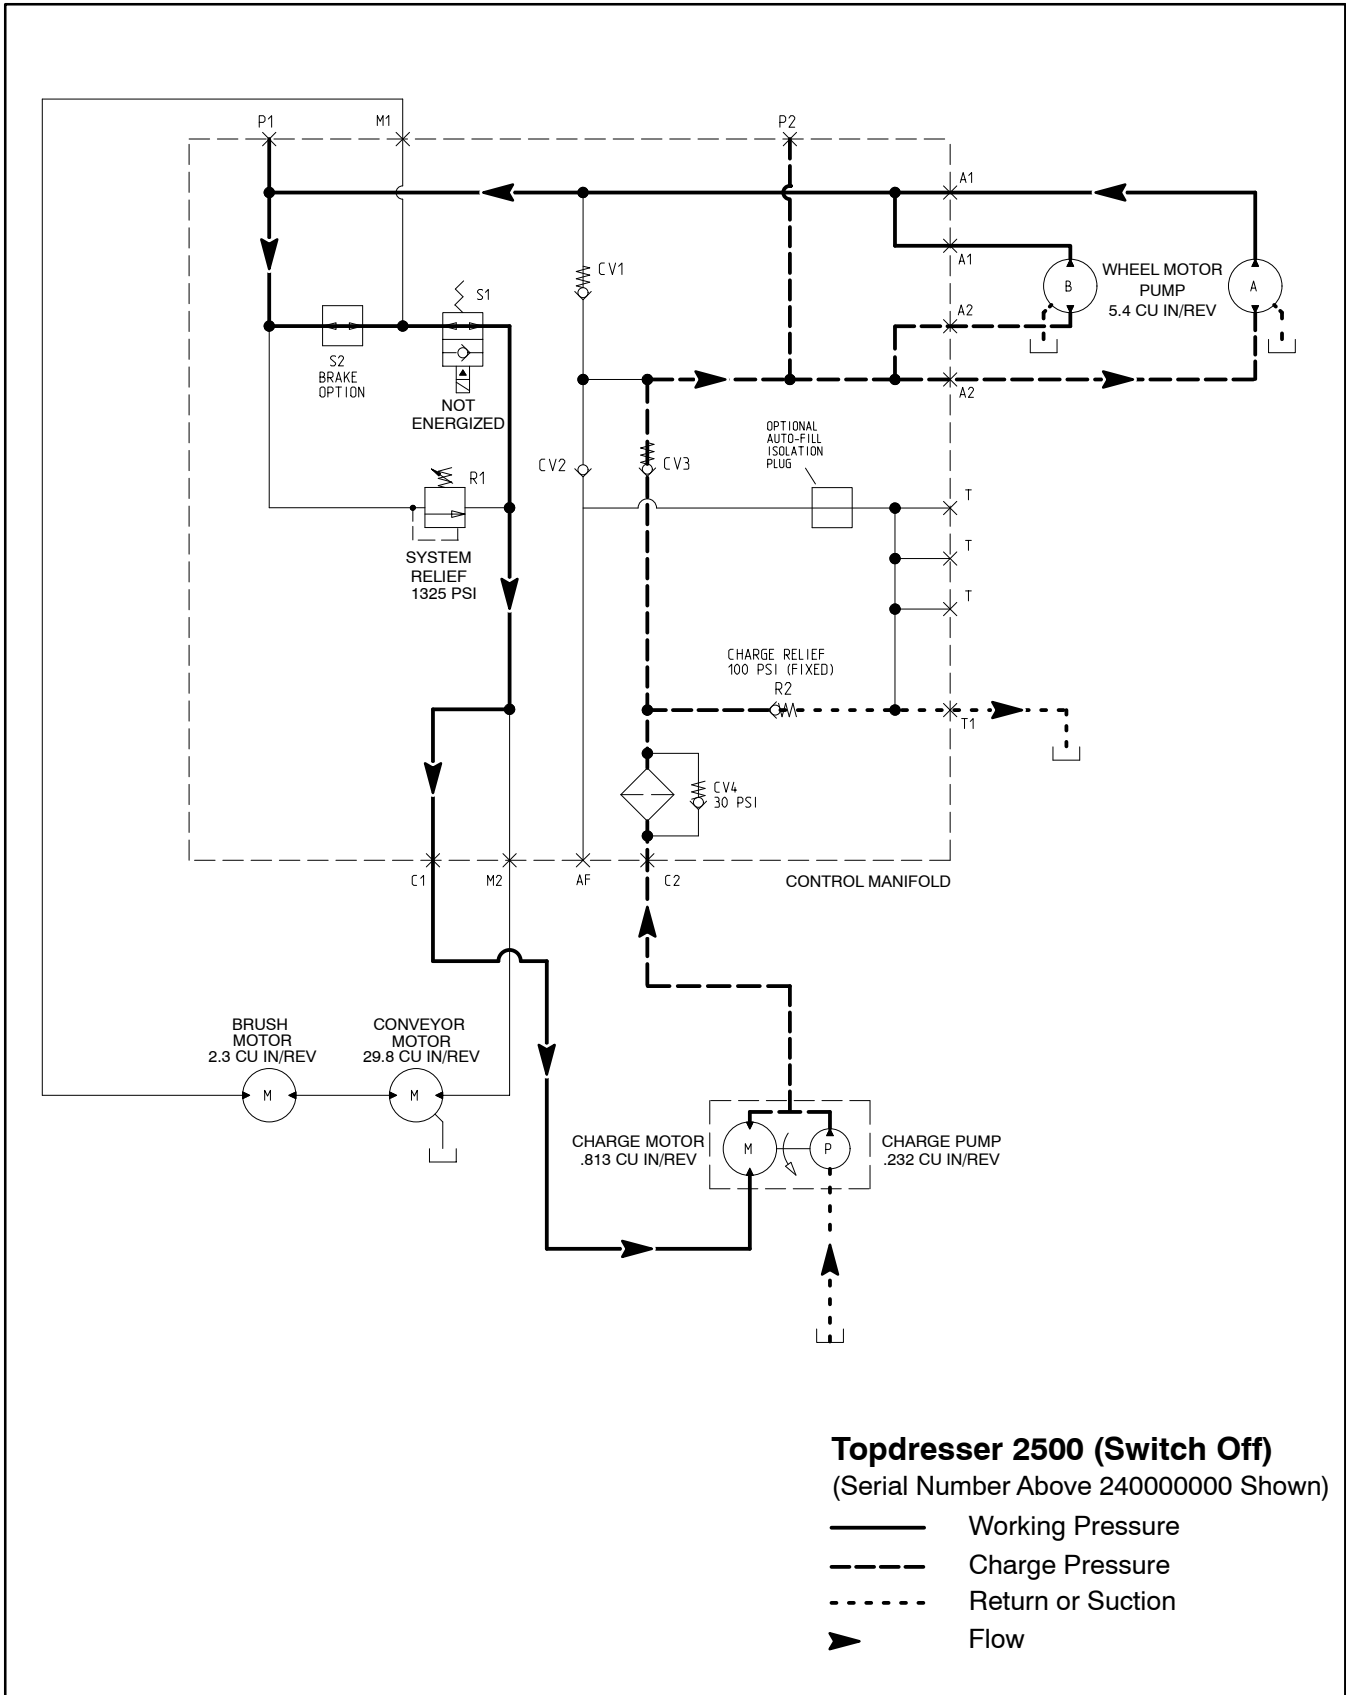 P1
M1
P2
A1
A1
CV1
S1
WHEEL MOTOR
PUMP
5.4 CU IN/REV
B
A
A2
S2
BRAKE
OPTION
NOT
ENERGIZED
A2
OPTIONAL
AUTO-FILL
ISOLATION
PLUG
CV2
CV3
R1
T
SYSTEM
RELIEF
1325 PSI
T
T
CHARGE RELIEF
100 PSI (FIXED)
R2
T1
CV4
30 PSI
C1
M2
AF
C2
CONTROL MANIFOLD
BRUSH
MOTOR
2.3 CU IN/REV
CONVEYOR
MOTOR
29.8 CU IN/REV
M
M
CHARGE MOTOR
.813 CU IN/REV
M
P
CHARGE PUMP
.232 CU IN/REV
Topdresser 2500 (Switch Off)
(Serial Number Above 240000000 Shown)
Working Pressure
Charge Pressure
Return or Suction
Flow